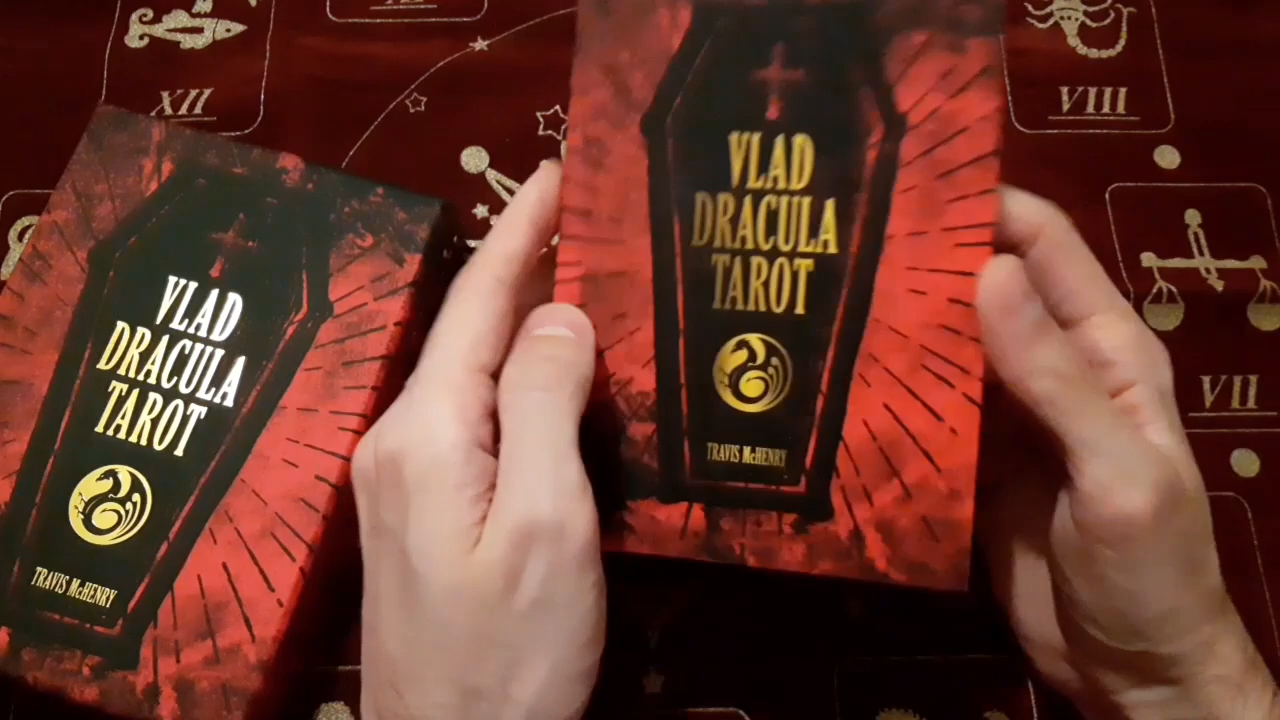 XII
VIII
VII
VLAD
DRACULA
TAROT
TRAVIS McHENRY
VLAD
DRACULA
TAROT
TRAVIS McHENRY